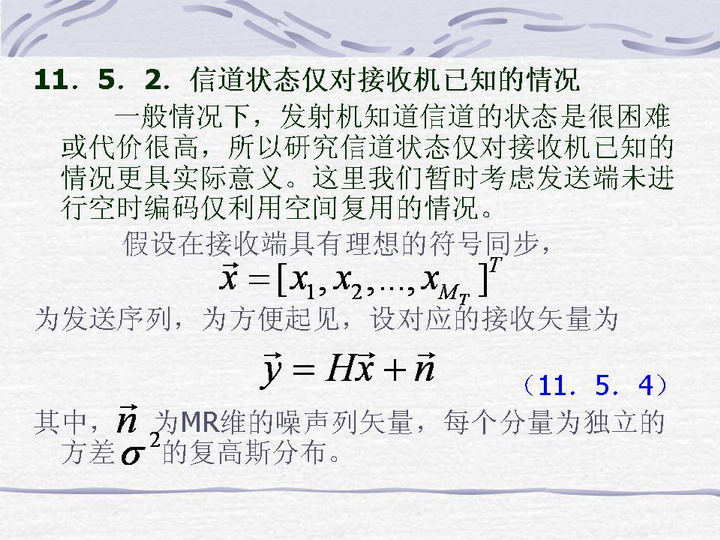 11．5．2．信道状态仅对接收机已知的情况
一般情况下，发射机知道信道的状态是很困难
或代价很高，所以研究信道状态仅对接收机已知的
情况更具实际意义。这里我们暂时考虑发送端未进
行空时编码仅利用空间复用的情况。
假设在接收端具有理想的符号同步，
$\vec{x} = [x_1, x_2, ..., x_{M_T}]^T$
为发送序列，为方便起见，设对应的接收矢量为
$\vec{y} = H\vec{x} + \vec{n}$
（11．5．4）
其中，$\vec{n}$ 为MR维的噪声列矢量，每个分量为独立的
方差 $\sigma^2$ 的复高斯分布。